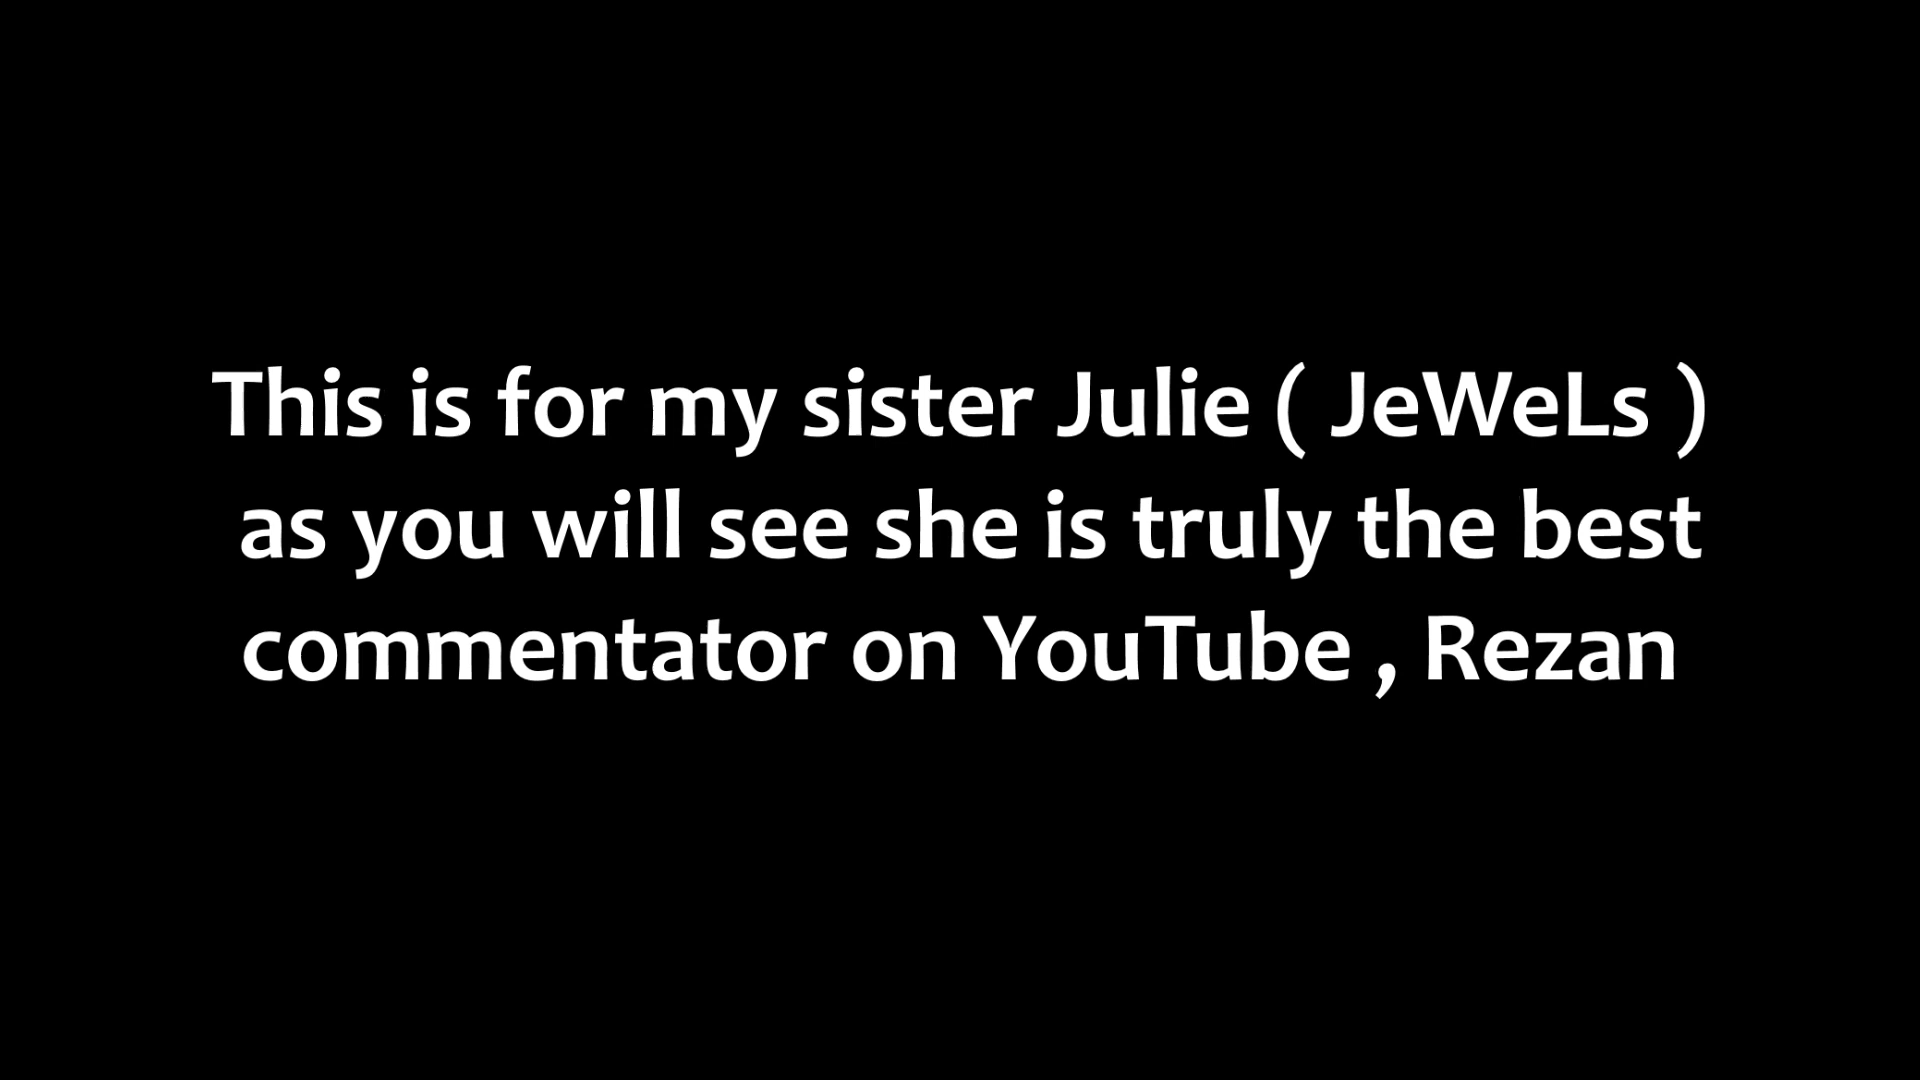 This is for my sister Julie ( JeWeLs )
as you will see she is truly the best
commentator on YouTube , Rezan